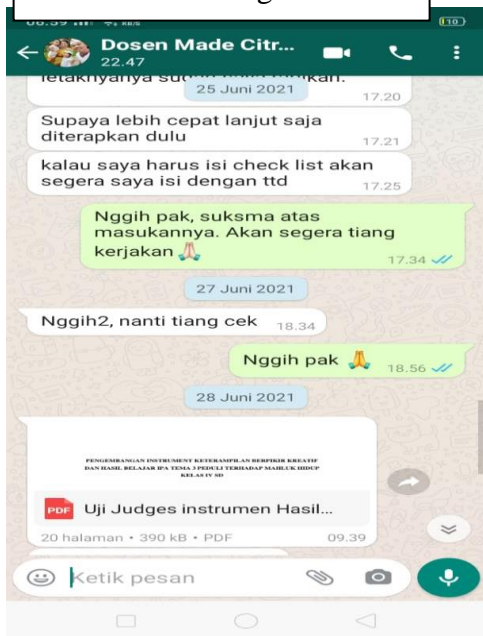 Dosen Made Citr...
22.47
25 Juni 2021
17.20
Supaya lebih cepat lanjut saja
diterapkan dulu
17.21
kalau saya harus isi check list akan
segera saya isi dengan ttd
17.25
Nggih pak, suksma atas
masukannya. Akan segera tiang
kerjakan 🙏
17.34
27 Juni 2021
Nggih2, nanti tiang cek
18.34
Nggih pak 🙏
18.56
28 Juni 2021
PENGEMBANGAN INSTRUMENT KETERAMPILAN BERPIKIR KREATIF
DAN HASIL BELAJAR IPA TEMA 3 PEDULI TERHADAP MAHLUK HIDUP
KELAS IV SD
PDF
Uji Judges instrumen Hasil...
20 halaman • 390 kB • PDF
09.39
Ketik pesan